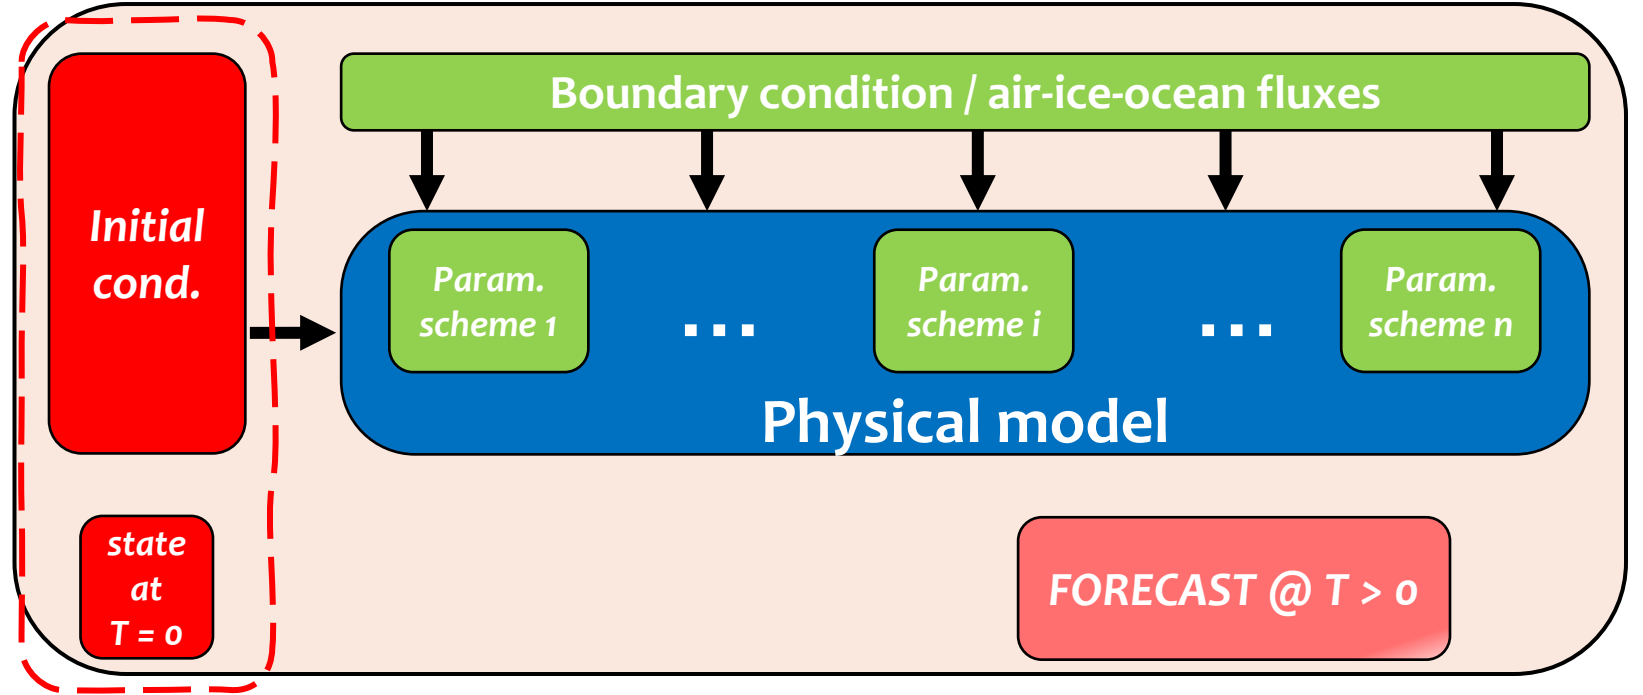 Boundary condition / air-ice-ocean fluxes
Initial
cond.
Param.
scheme 1
...
Param.
scheme i
...
Param.
scheme n
Physical model
state
at
T = 0
FORECAST @ T > 0